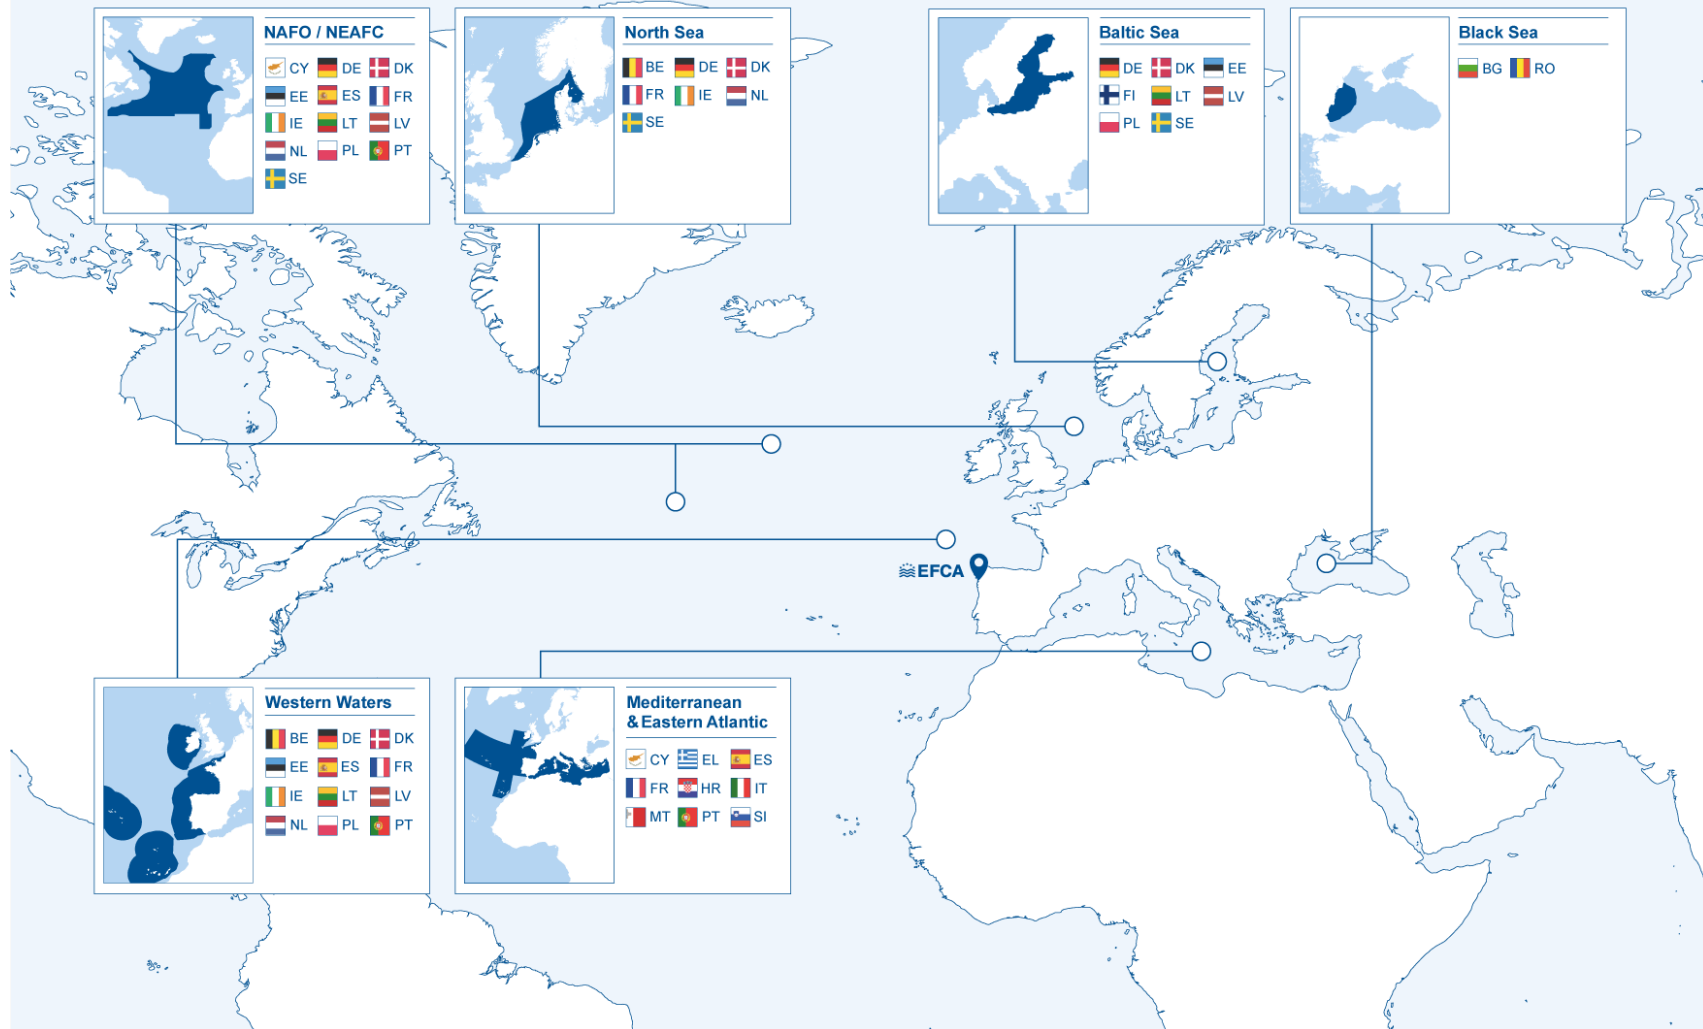 NAFO / NEAFC
CY DE DK
EE ES FR
IE LT LV
NL PL PT
SE
North Sea
BE DE DK
FR IE NL
SE
Baltic Sea
DE DK EE
FI LT LV
PL SE
Black Sea
BG RO
EFCA
Western Waters
BE DE DK
EE ES FR
IE LT LV
NL PL PT
Mediterranean
& Eastern Atlantic
CY EL ES
FR HR IT
MT PT SI